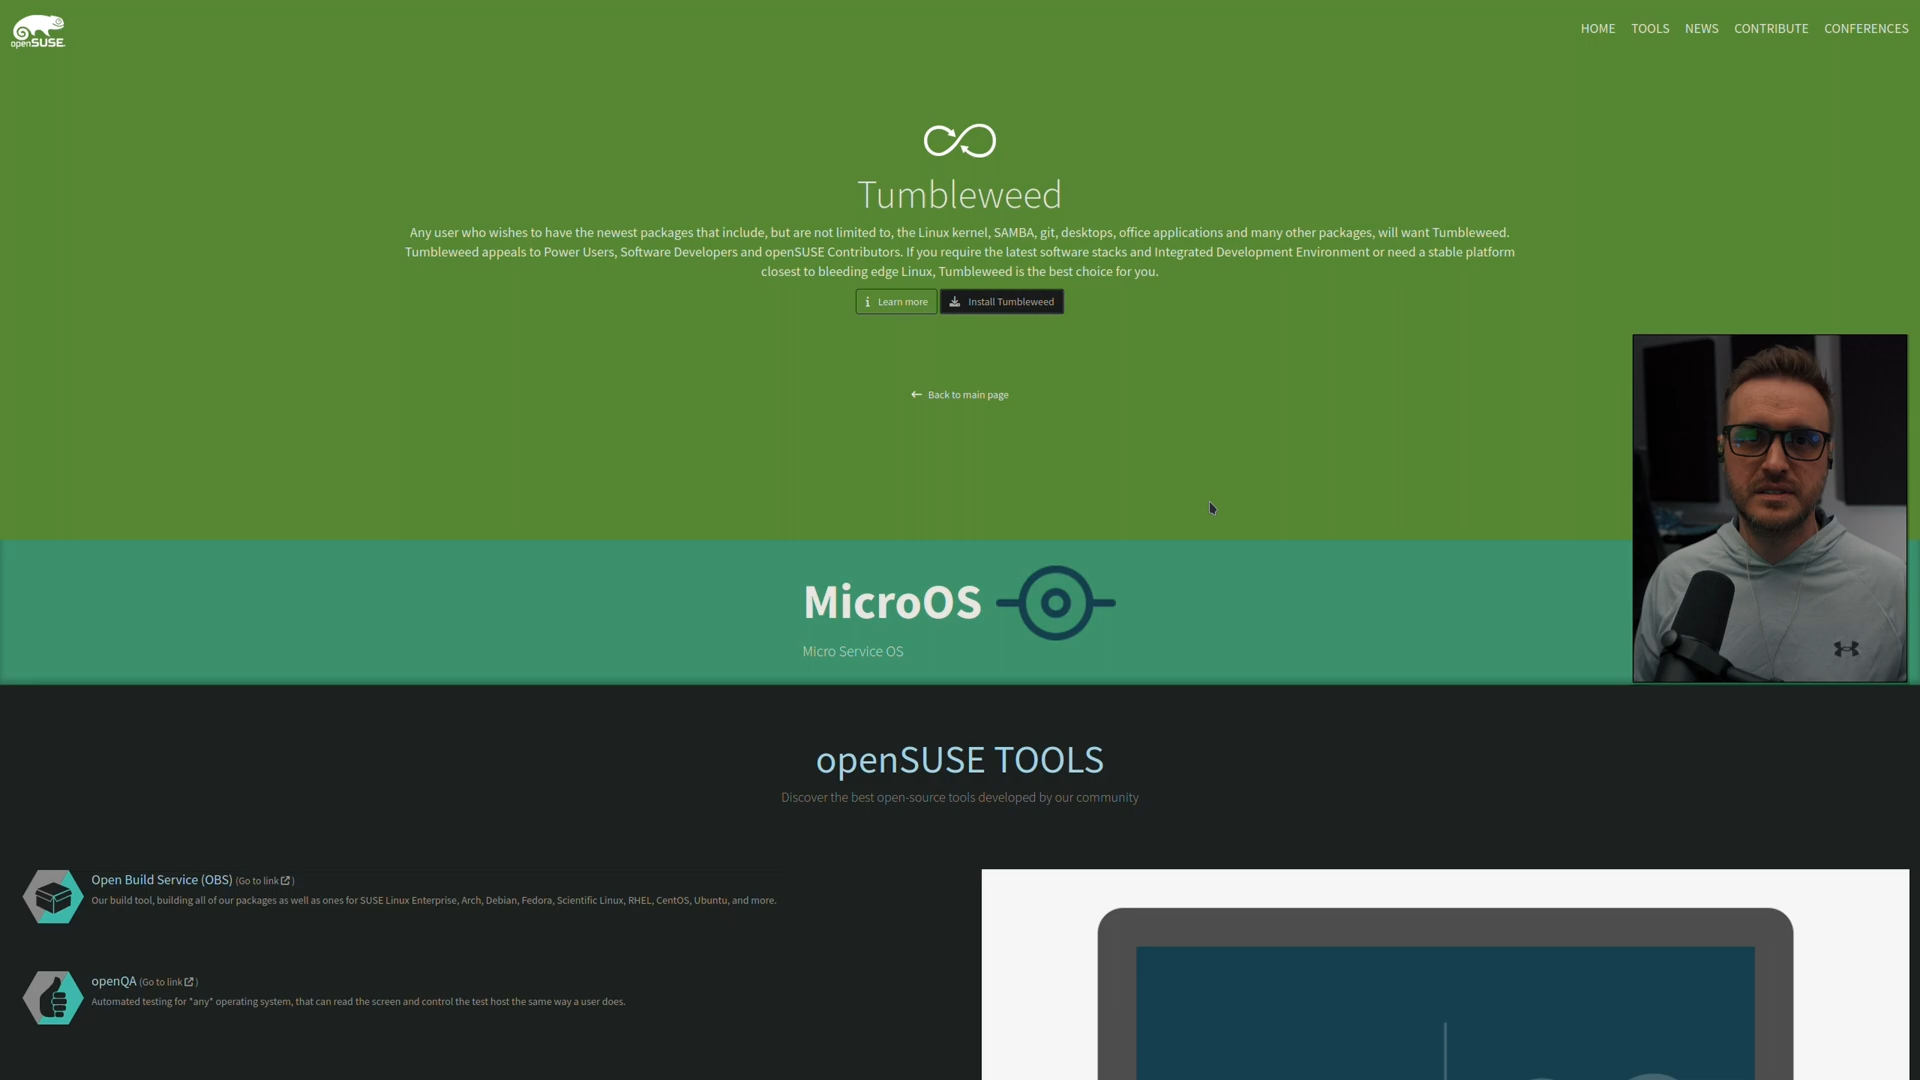 openSUSE.
HOME TOOLS NEWS CONTRIBUTE CONFERENCES
Tumbleweed
Any user who wishes to have the newest packages that include, but are not limited to, the Linux kernel, SAMBA, git, desktops, office applications and many other packages, will want Tumbleweed.
Tumbleweed appeals to Power Users, Software Developers and openSUSE Contributors. If you require the latest software stacks and Integrated Development Environment or need a stable platform
closest to bleeding edge Linux, Tumbleweed is the best choice for you.
Learn more Install Tumbleweed
Back to main page
MicroOS
Micro Service OS
openSUSE TOOLS
Discover the best open-source tools developed by our community
Open Build Service (OBS) (Go to link)
Our build tool, building all of our packages as well as ones for SUSE Linux Enterprise, Arch, Debian, Fedora, Scientific Linux, RHEL, CentOS, Ubuntu, and more.
openQA (Go to link)
Automated testing for *any* operating system, that can read the screen and control the test host the same way a user does.